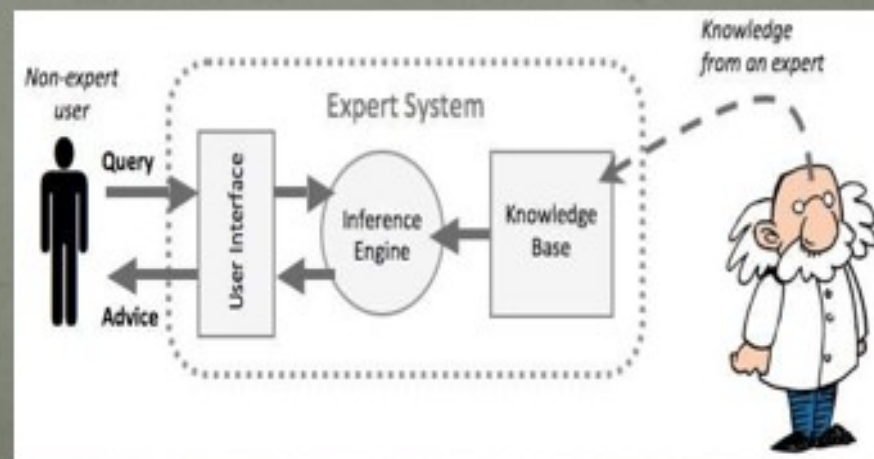 Knowledge
from an expert
Non-expert
user
Expert System
Query
User Interface
Inference
Engine
Knowledge
Base
Advice